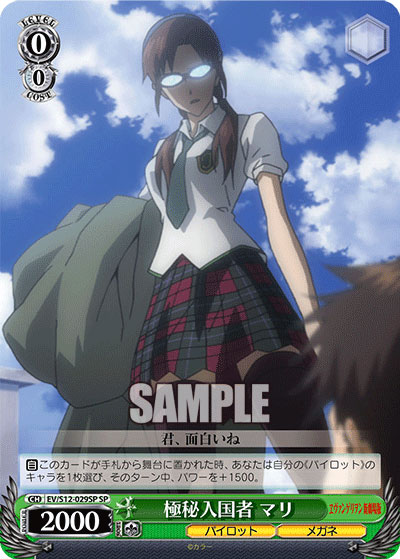 LEVEL
0
0
COST
SAMPLE
君、面白いね
自このカードが手札から舞台に置かれた時、あなたは自分の《パイロット》の
キャラを1枚選び、そのターン中、パワーを+1500。
CH EV/S12-029SP SP
POWER
2000
極秘入国者 マリ
ヱヴァンゲリヲン新劇場版
パイロット
メガネ
©カラー